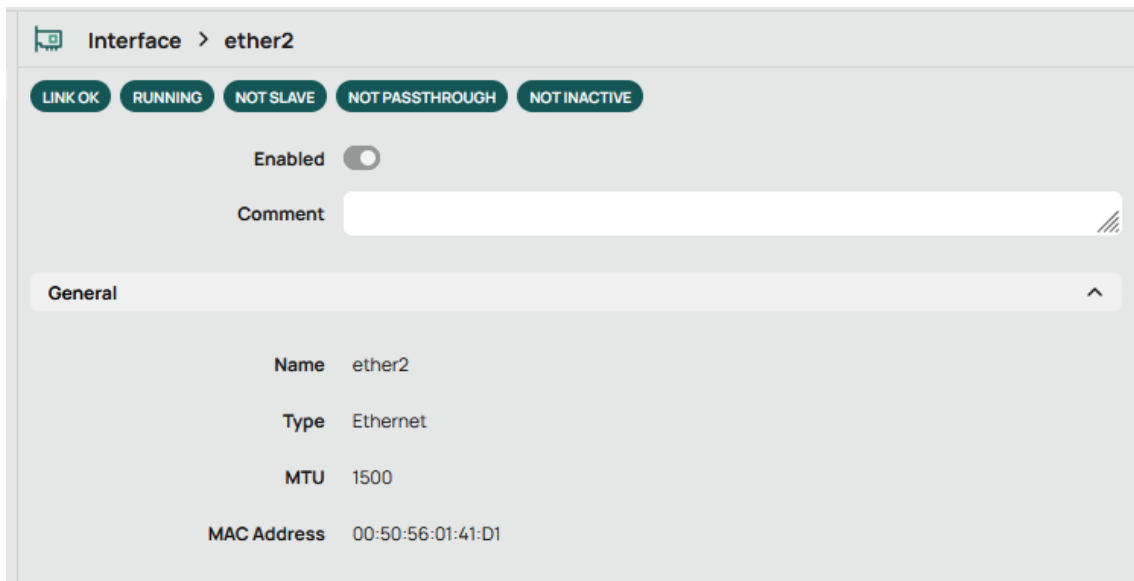 Interface > ether2
LINK OK RUNNING NOT SLAVE NOT PASSTHROUGH NOT INACTIVE
Enabled
Comment
General
Name ether2
Type Ethernet
MTU 1500
MAC Address 00:50:56:01:41:D1